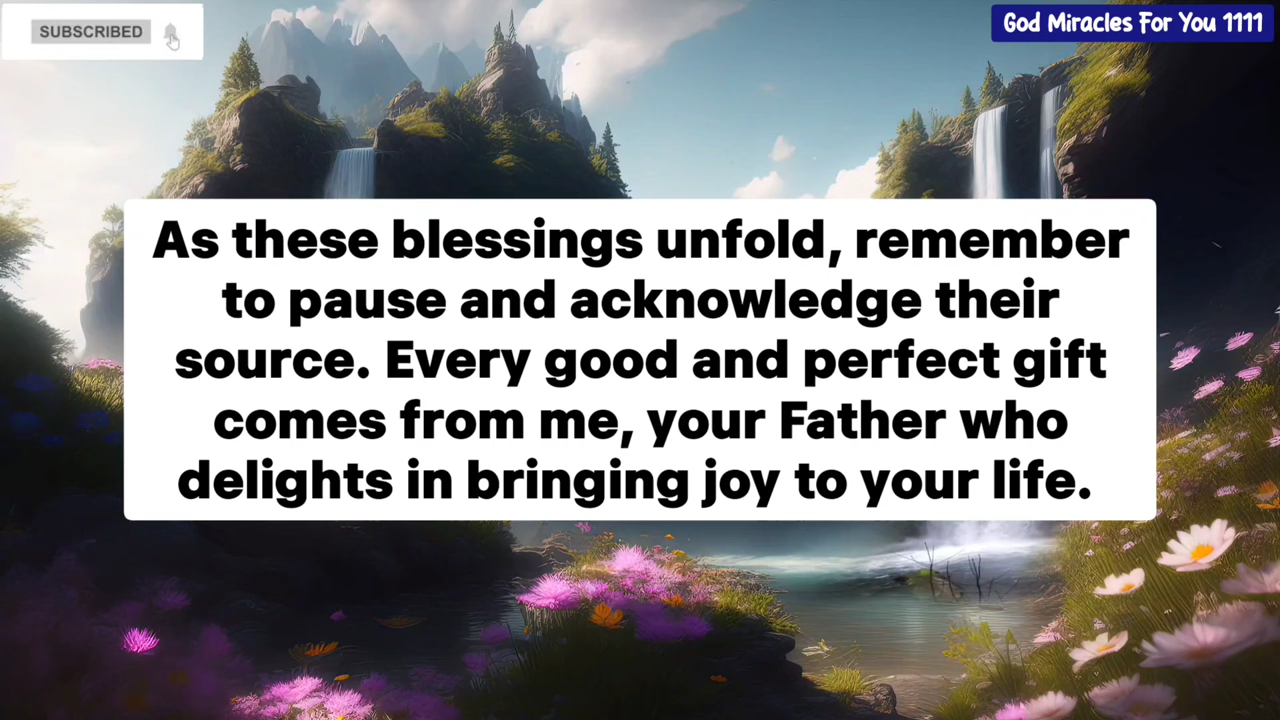 SUBSCRIBED
God Miracles For You 1111
As these blessings unfold, remember
to pause and acknowledge their
source. Every good and perfect gift
comes from me, your Father who
delights in bringing joy to your life.